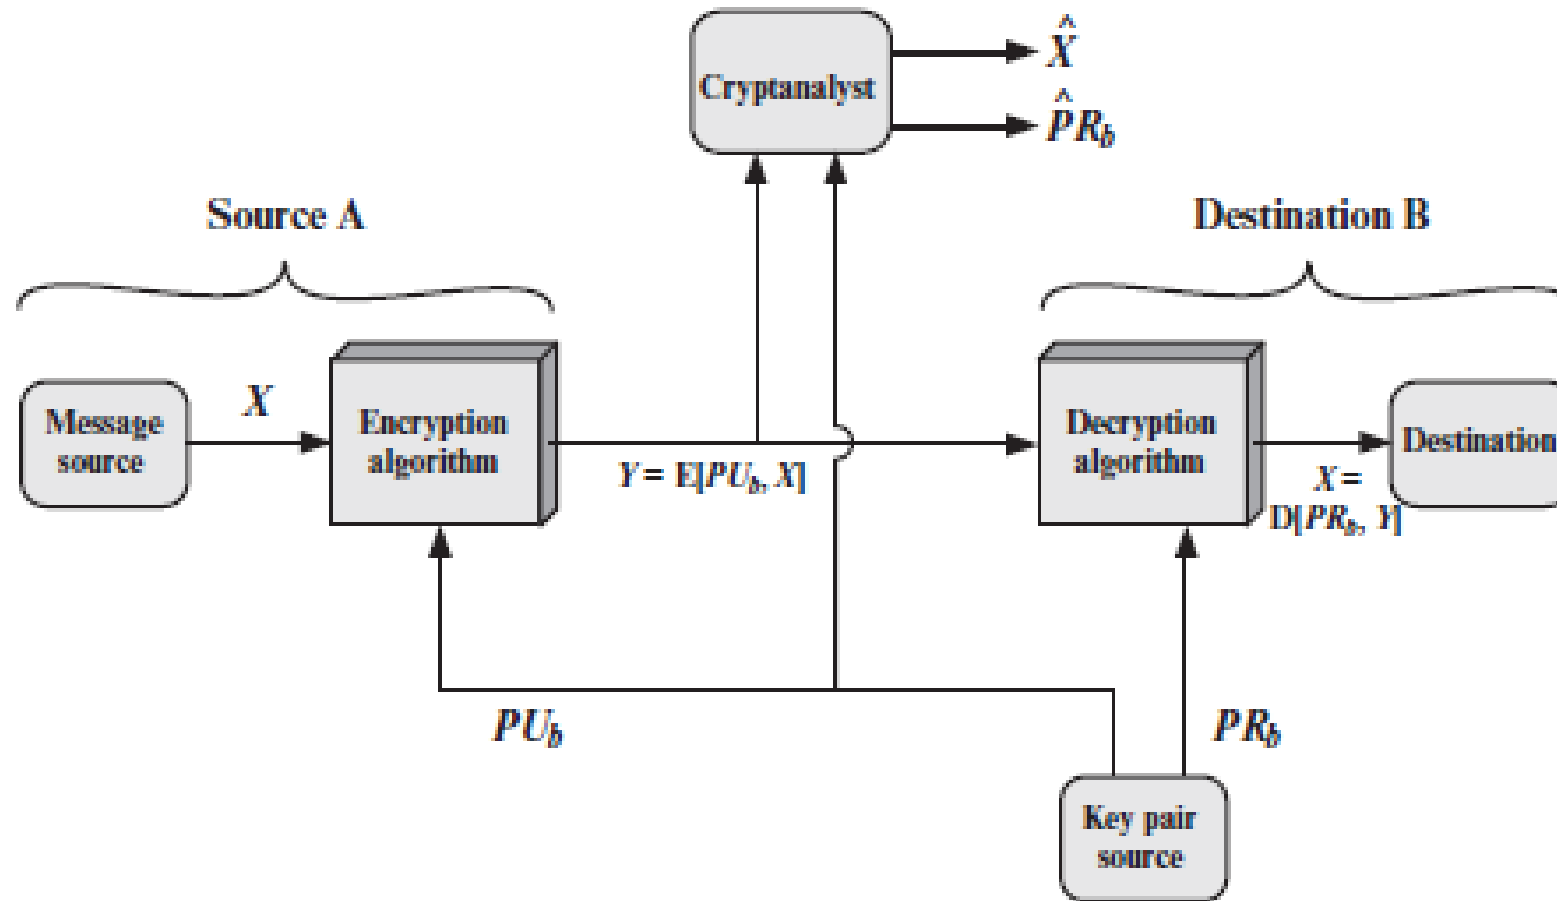 X̂
Cryptanalyst
P̂R_b
Source A
Destination B
Message
source
X
Encryption
algorithm
Y = E[PU_b, X]
Decryption
algorithm
X =
D[PR_b, Y]
Destination
PU_b
PR_b
Key pair
source